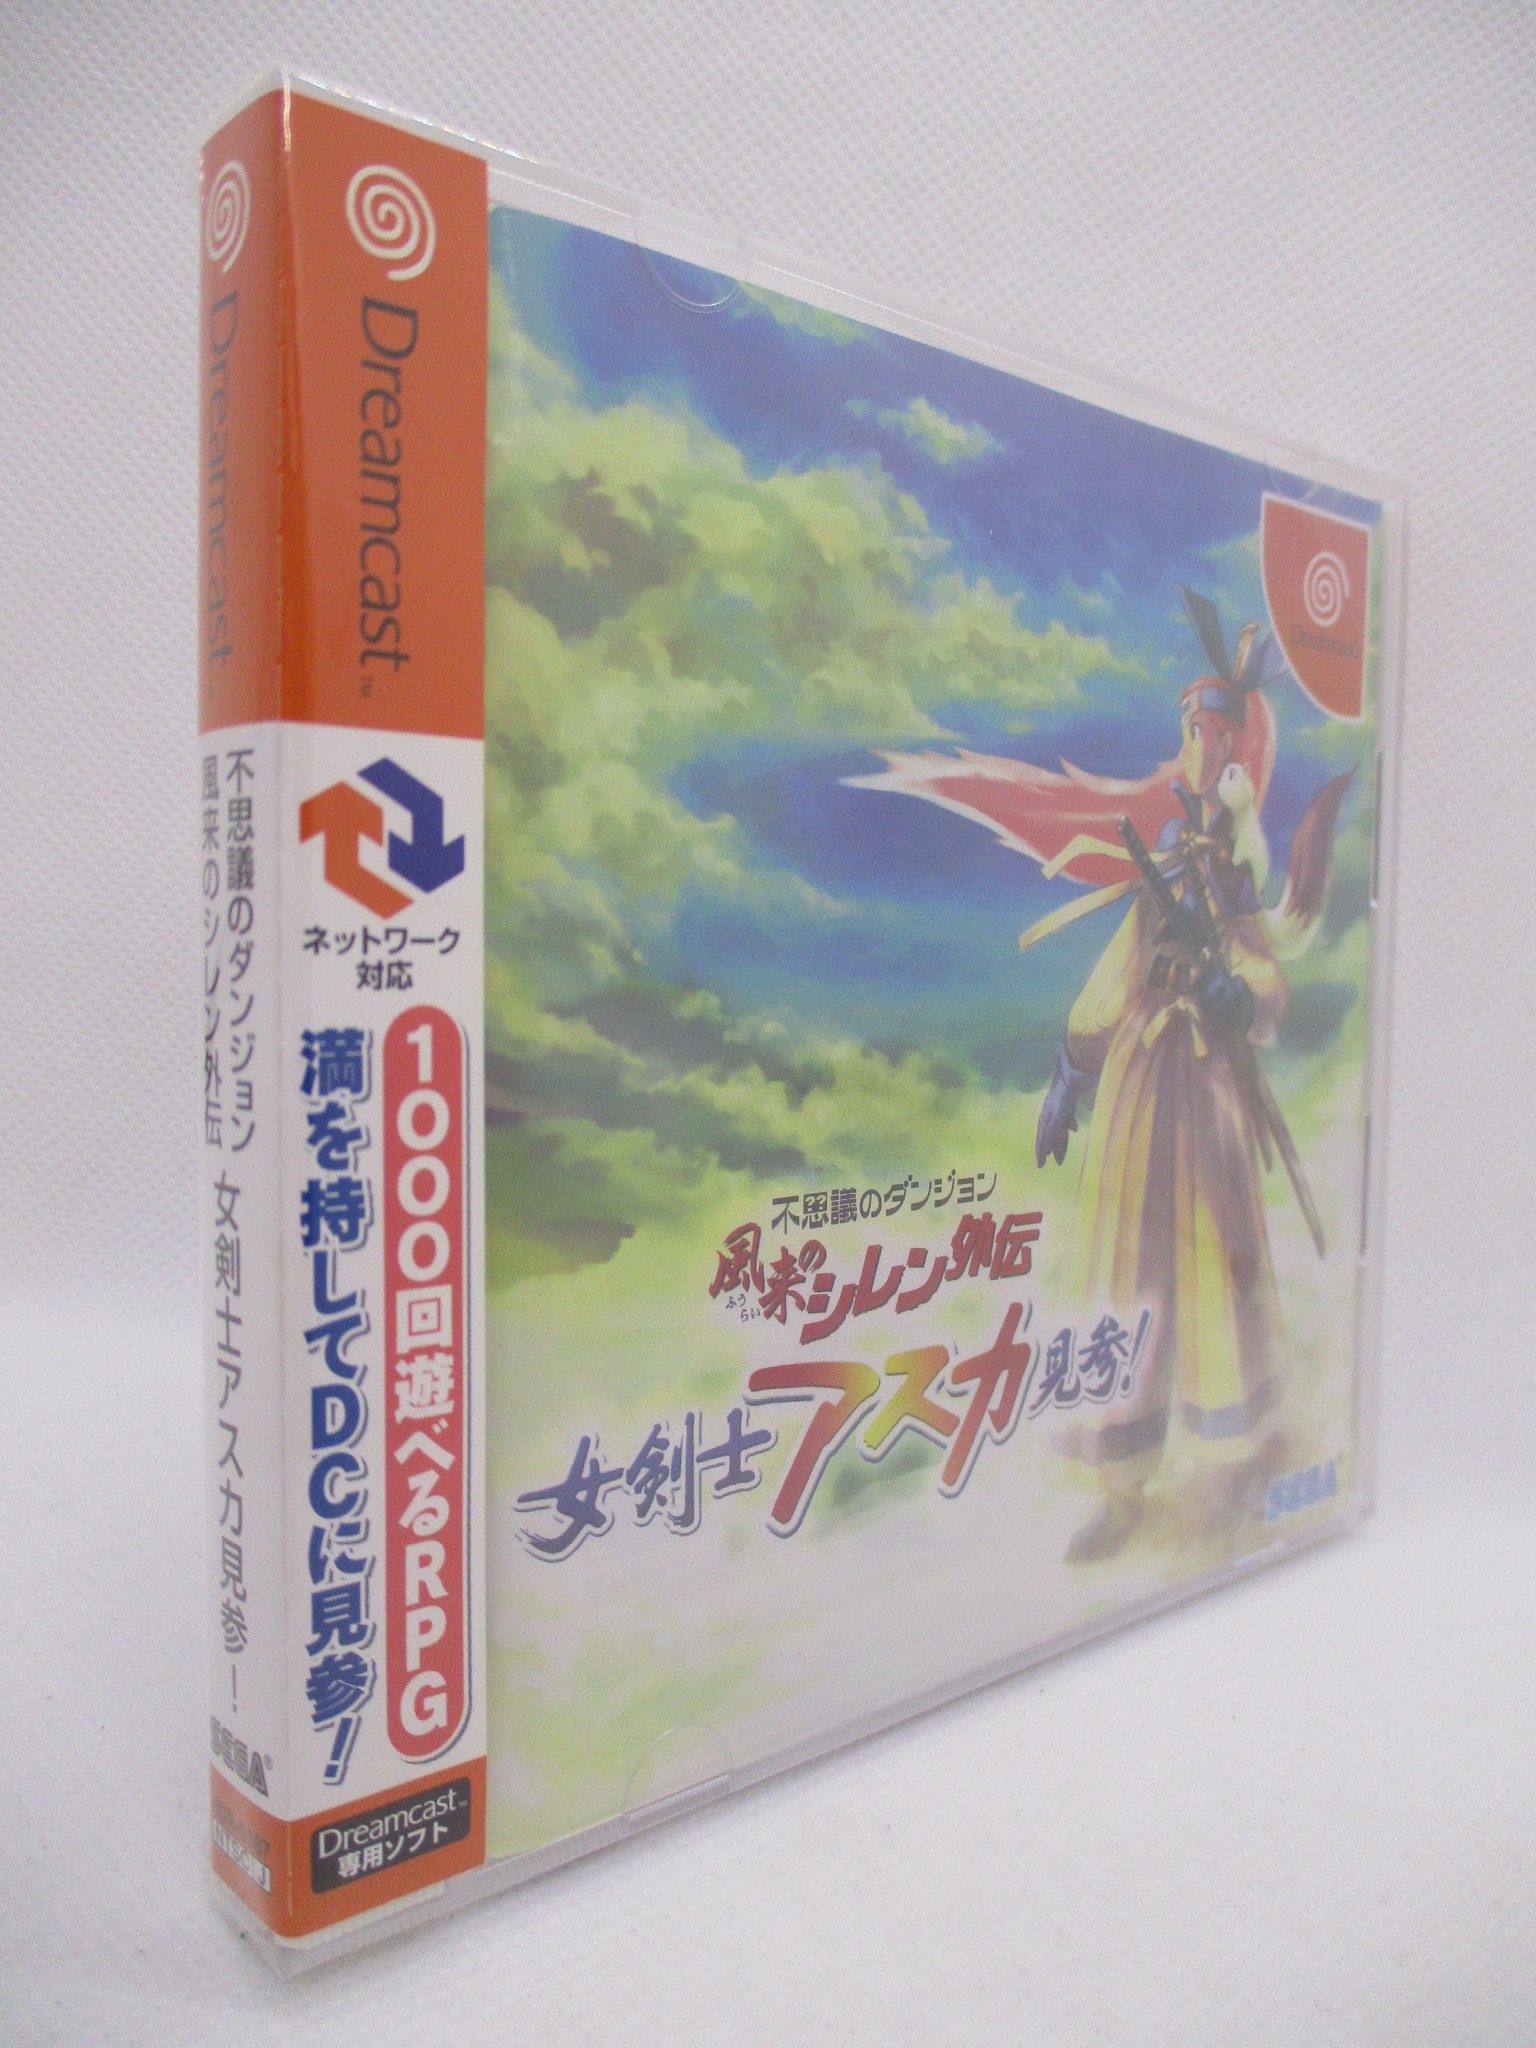 Dreamcast
不思議のダンジョン
風来のシレン外伝 女剣士アスカ見参!
SEGA
NTSC/J
Dreamcast™
ネットワーク
対応
1000回遊べるRPG
満を持してDCに見参!
Dreamcast™
専用ソフト
Dreamcast
不思議のダンジョン
風来のシレン外伝
ふうらい
女剣士アスカ見参!
SEGA